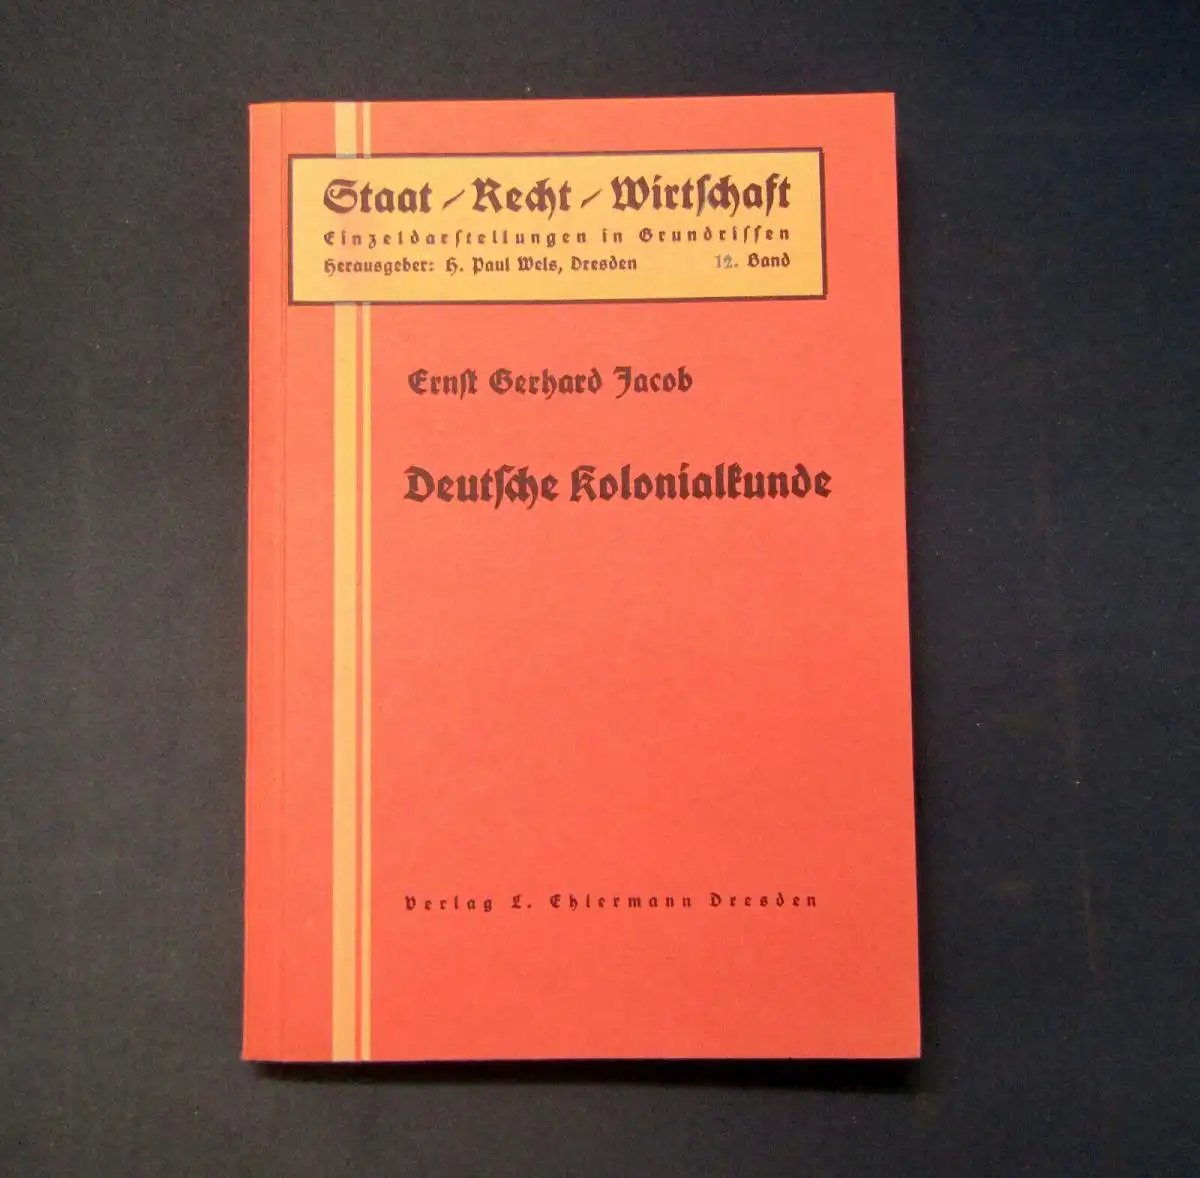 Staat / Recht / Wirtschaft
Einzeldarstellungen in Grundrissen
Herausgeber: H. Paul Wels, Dresden 12. Band
Ernst Gerhard Jacob
Deutsche Kolonialkunde
Verlag L. Ehlermann Dresden